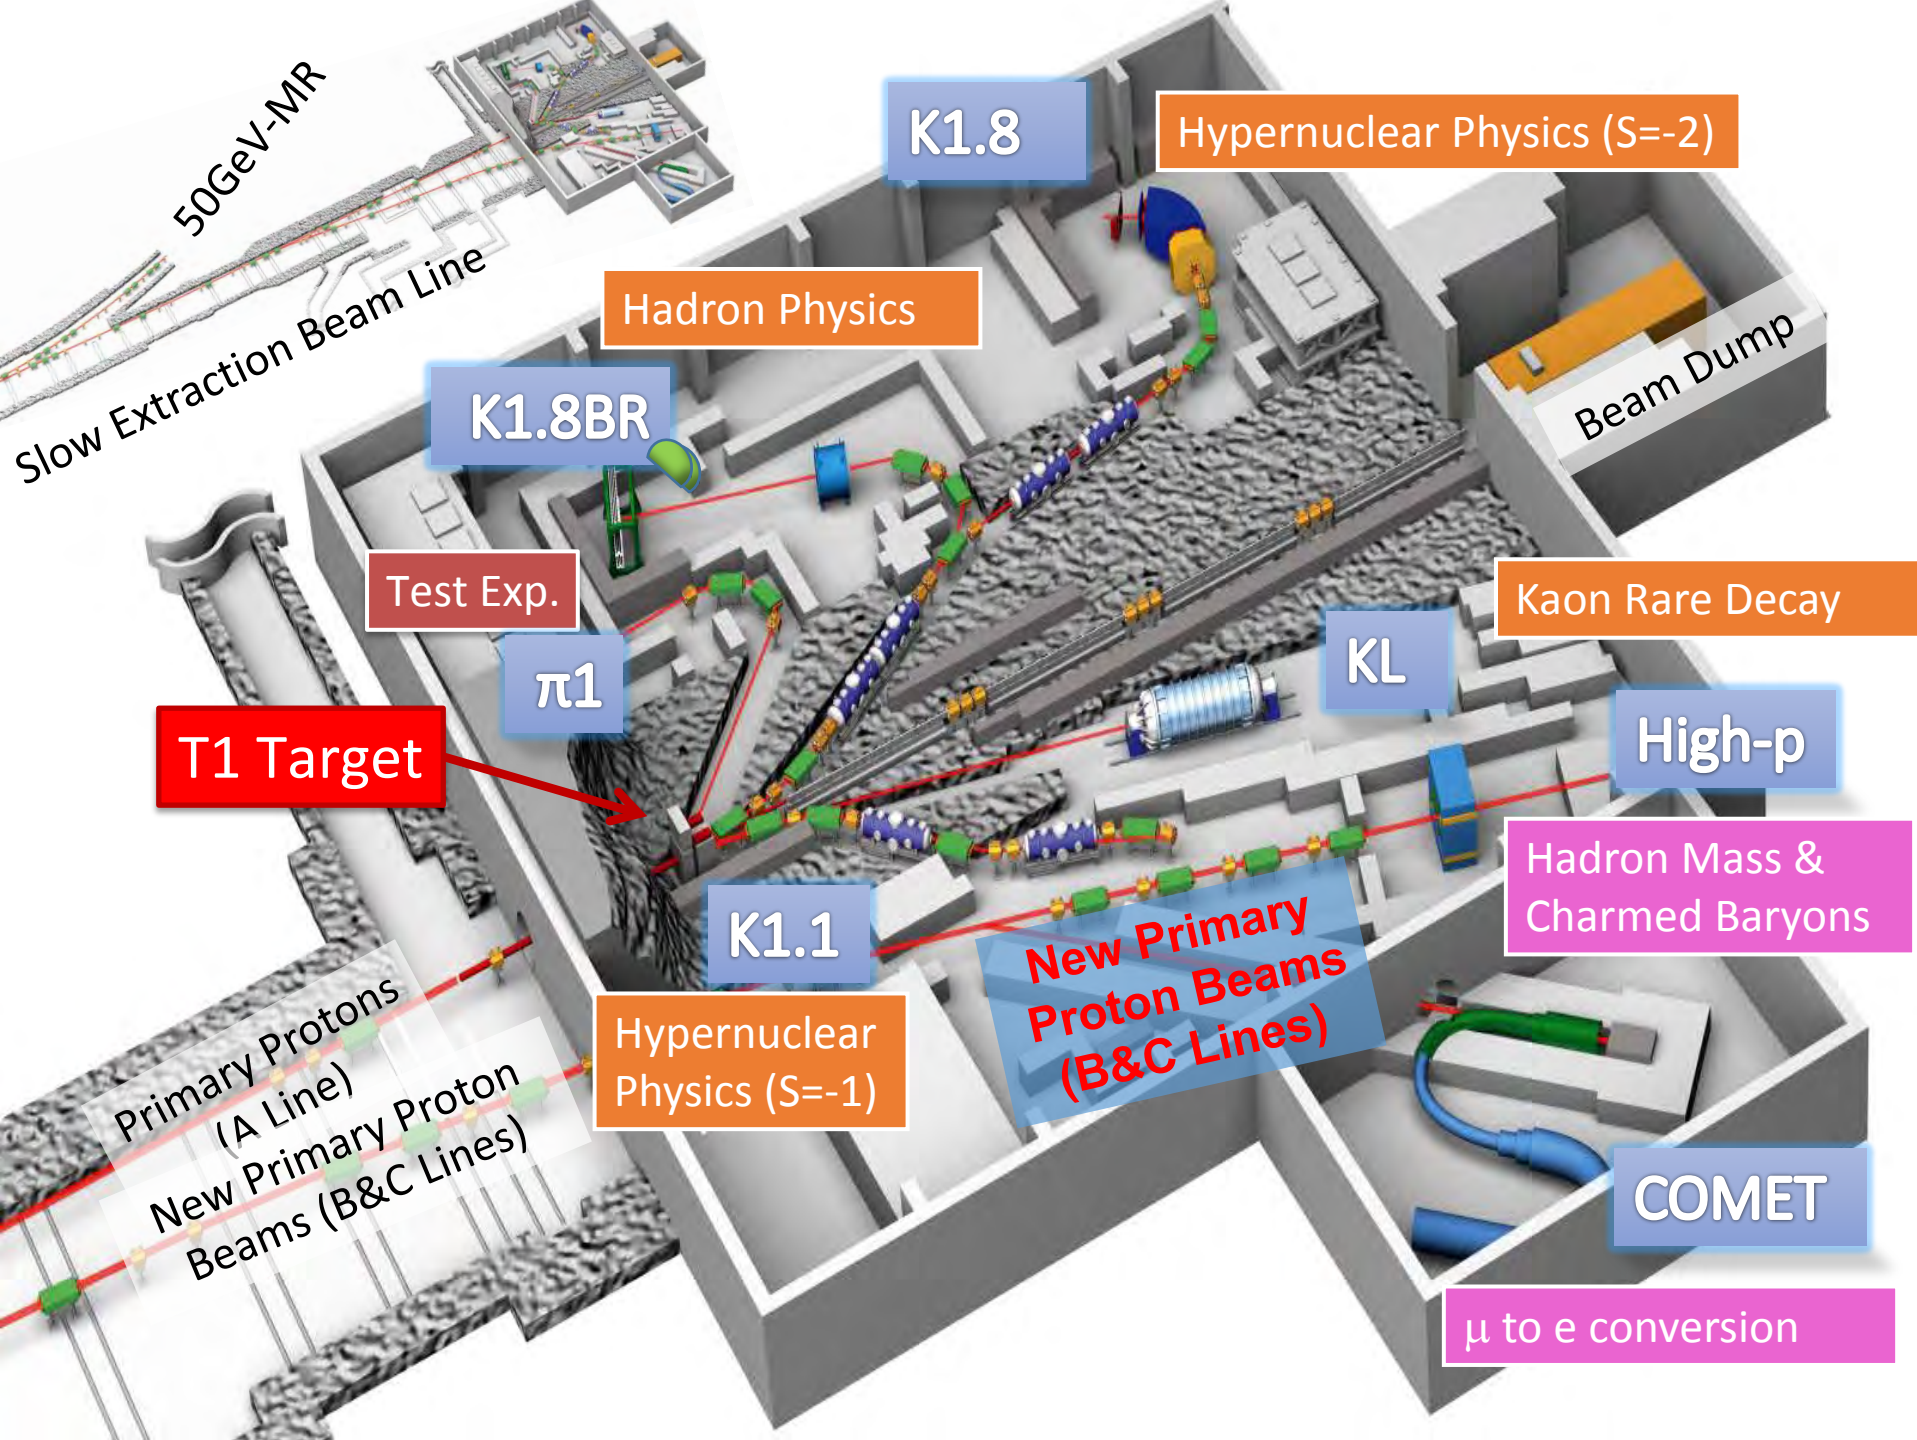 50GeV-MR
Slow Extraction Beam Line
K1.8
Hypernuclear Physics (S=-2)
Hadron Physics
K1.8BR
Beam Dump
Test Exp.
π1
Kaon Rare Decay
KL
T1 Target
High-p
Hadron Mass &
Charmed Baryons
K1.1
New Primary
Proton Beams
(B&C Lines)
Hypernuclear
Physics (S=-1)
Primary Protons
(A Line)
New Primary Proton
Beams (B&C Lines)
COMET
μ to e conversion